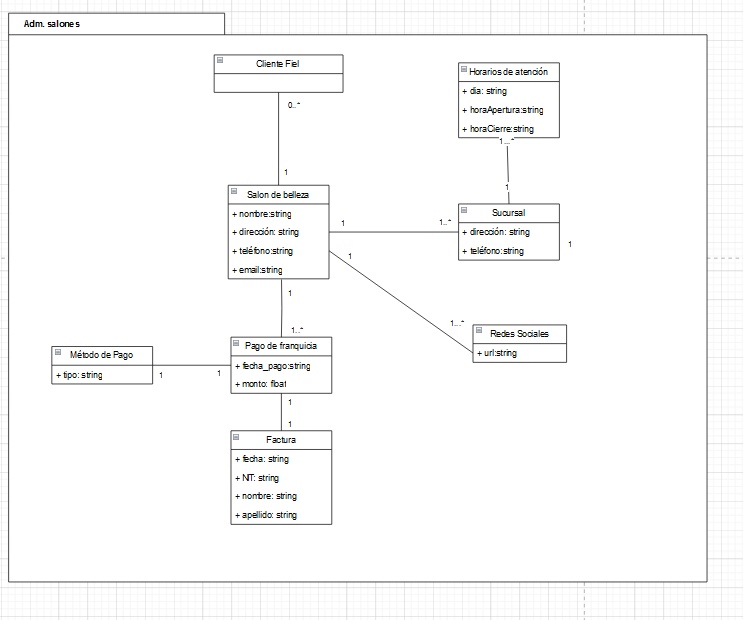 Adm. salones
Cliente Fiel
0..*
1
Horarios de atención
+ dia: string
+ horaApertura:string
+ horaCierre:string
1...*
1
Salon de belleza
+ nombre:string
+ dirección: string
+ teléfono:string
+ email:string
1
1..*
Sucursal
+ dirección: string
+ teléfono:string
1
1
1...*
Redes Sociales
+ url:string
1
1..*
Pago de franquicia
+ fecha_pago:string
+ monto: float
Método de Pago
+ tipo: string
1
1
1
1
Factura
+ fecha: string
+ NIT: string
+ nombre: string
+ apellido: string